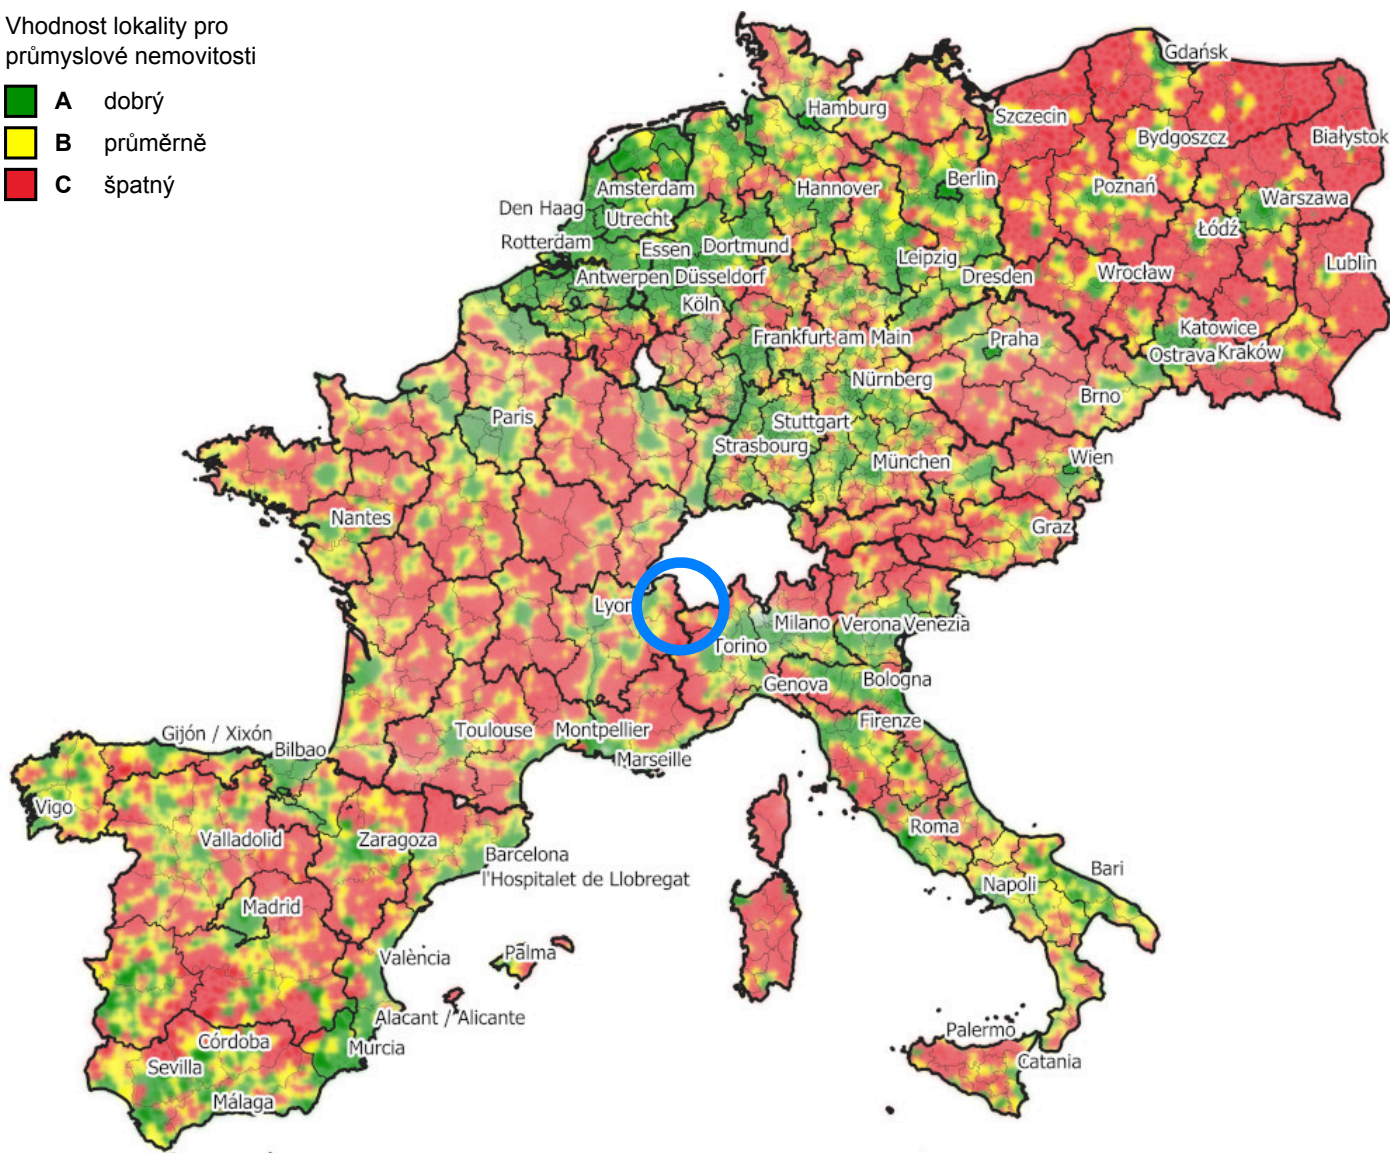 Vhodnost lokality pro
průmyslové nemovitosti
A dobrý
B průměrně
C špatný
Gdańsk
Hamburg
Szczecin
Bydgoszcz
Białystok
Amsterdam
Hannover
Berlin
Poznań
Warszawa
Den Haag
Utrecht
Łódź
Rotterdam
Essen
Dortmund
Leipzig
Lublin
Antwerpen
Düsseldorf
Dresden
Wrocław
Köln
Katowice
Frankfurt am Main
Praha
Ostrava
Kraków
Nürnberg
Brno
Paris
Stuttgart
Strasbourg
München
Wien
Nantes
Graz
Lyon
Milano
Verona
Venezia
Torino
Genova
Bologna
Firenze
Gijón / Xixón
Bilbao
Toulouse
Montpellier
Marseille
Vigo
Valladolid
Zaragoza
Roma
Barcelona
l'Hospitalet de Llobregat
Bari
Napoli
Madrid
València
Palma
Alacant / Alicante
Palermo
Córdoba
Murcia
Catania
Sevilla
Málaga